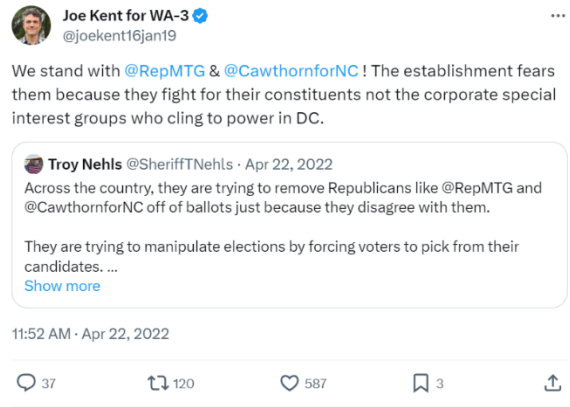 Joe Kent for WA-3
@joekent16jan19
We stand with @RepMTG & @CawthornforNC ! The establishment fears
them because they fight for their constituents not the corporate special
interest groups who cling to power in DC.
Troy Nehls @SheriffTNehls · Apr 22, 2022
Across the country, they are trying to remove Republicans like @RepMTG and
@CawthornforNC off of ballots just because they disagree with them.
They are trying to manipulate elections by forcing voters to pick from their
candidates. ...
Show more
11:52 AM · Apr 22, 2022
37 120 587 3